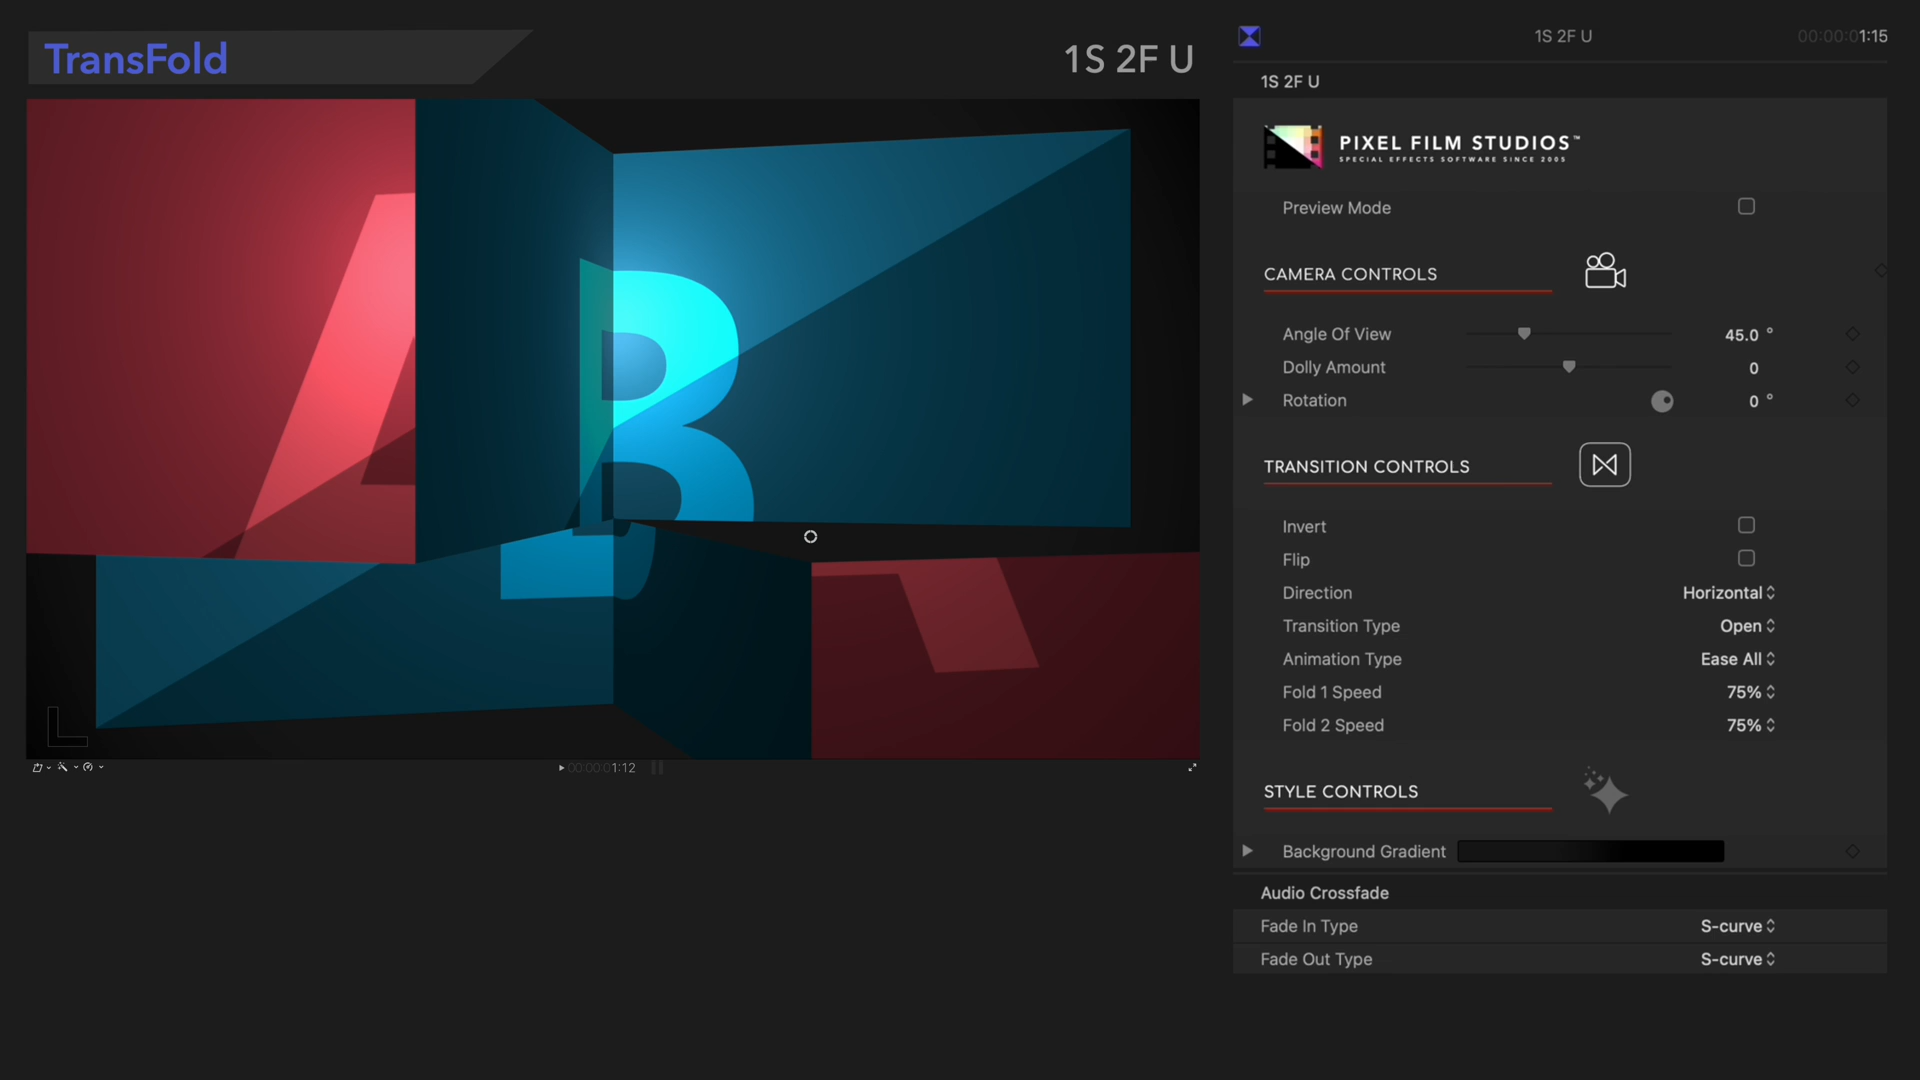 TransFold
1S 2F U
A
B
00:00:01:12
1S 2F U
00:00:01:15
1S 2F U
PIXEL FILM STUDIOS™
SPECIAL EFFECTS SOFTWARE SINCE 2005
Preview Mode
CAMERA CONTROLS
Angle Of View 45.0 °
Dolly Amount 0
Rotation 0 °
TRANSITION CONTROLS
Invert
Flip
Direction Horizontal
Transition Type Open
Animation Type Ease All
Fold 1 Speed 75%
Fold 2 Speed 75%
STYLE CONTROLS
Background Gradient
Audio Crossfade
Fade In Type S-curve
Fade Out Type S-curve